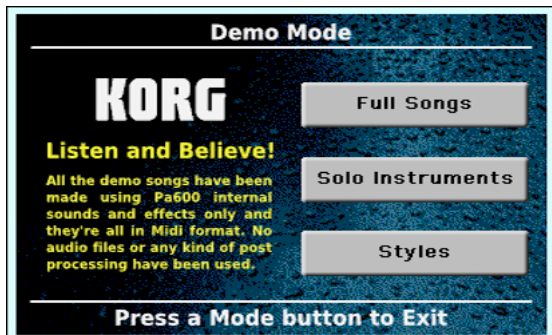 Demo Mode
KORG
Listen and Believe!
All the demo songs have been
made using Pa600 internal
sounds and effects only and
they're all in Midi format. No
audio files or any kind of post
processing have been used.
Full Songs
Solo Instruments
Styles
Press a Mode button to Exit